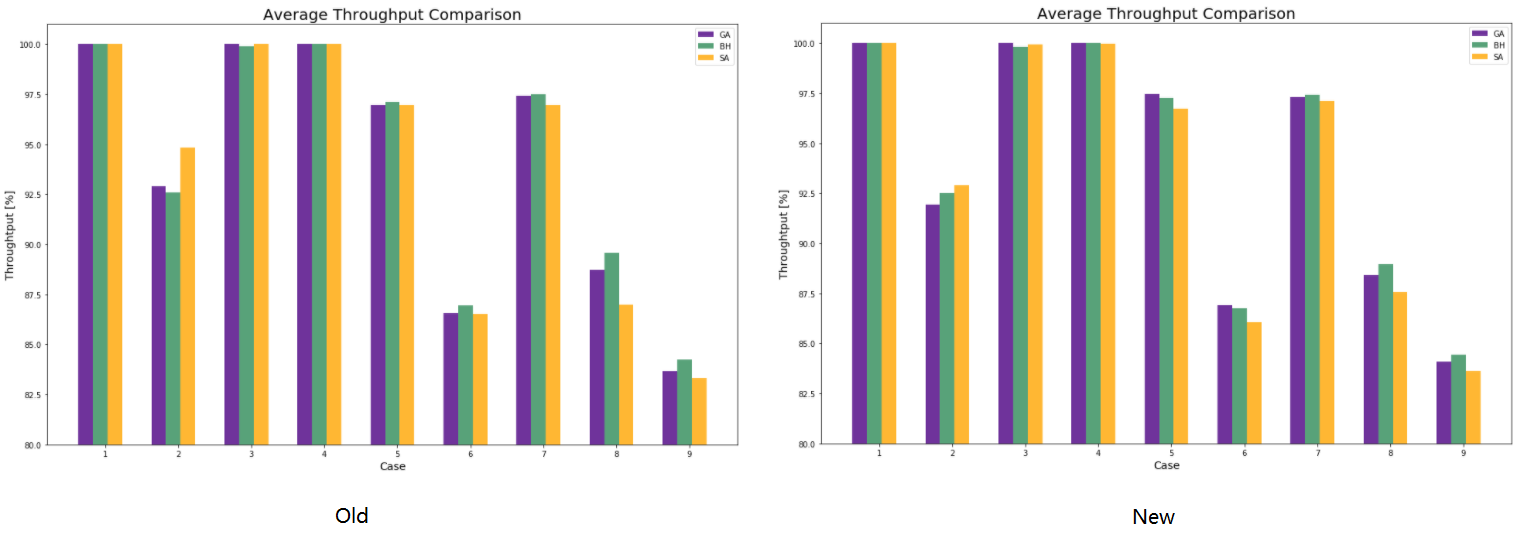 Average Throughput Comparison
GA
BH
SA
100.0
97.5
95.0
92.5
90.0
87.5
85.0
82.5
80.0
Throughtput [%]
1 2 3 4 5 6 7 8 9
Case
Old
Average Throughput Comparison
GA
BH
SA
100.0
97.5
95.0
92.5
90.0
87.5
85.0
82.5
80.0
Throughtput [%]
1 2 3 4 5 6 7 8 9
Case
New